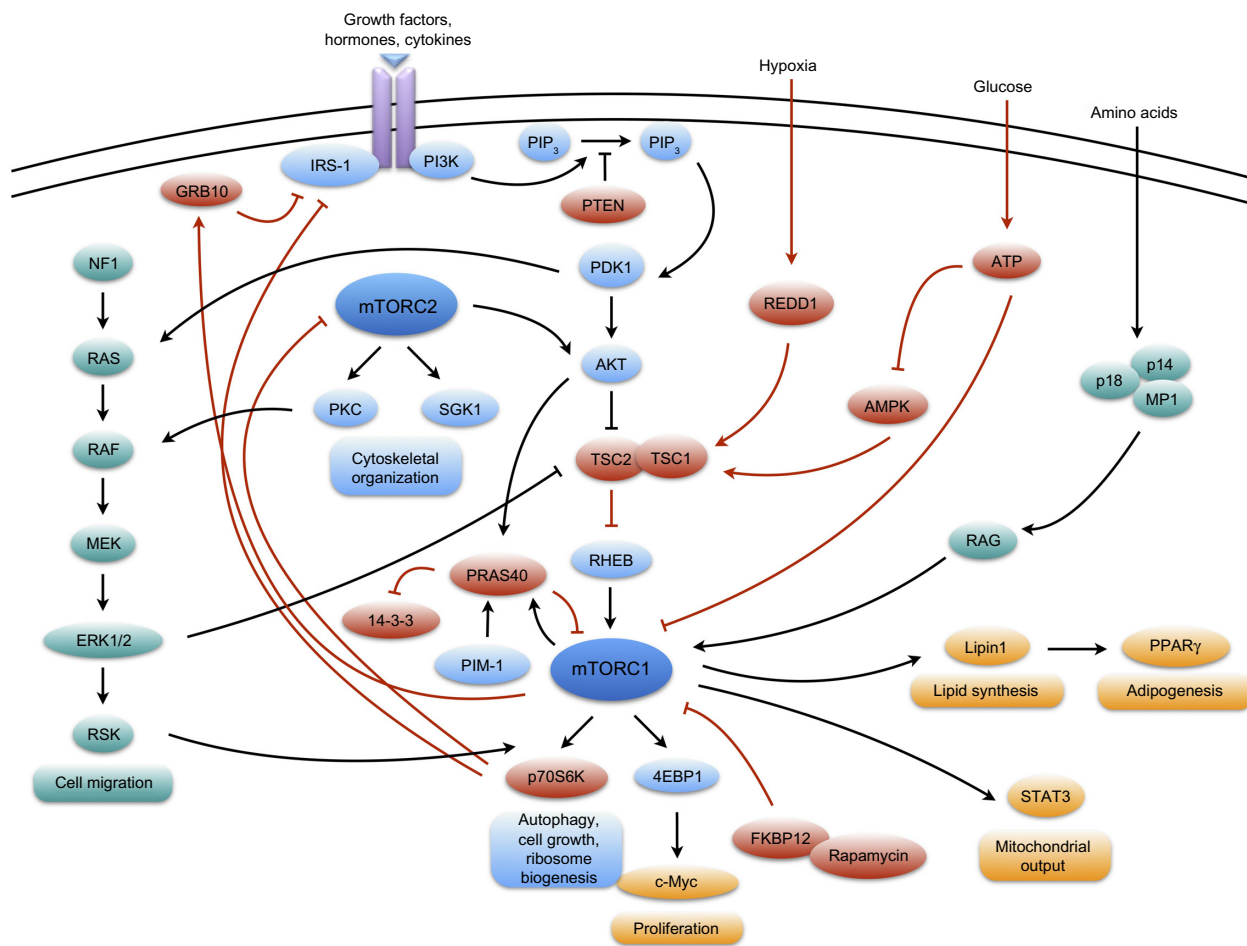 Growth factors,
hormones, cytokines
Hypoxia
Glucose
Amino acids
IRS-1
PI3K
PIP3
PIP3
GRB10
PTEN
NF1
PDK1
ATP
mTORC2
REDD1
RAS
AKT
p14
p18
MP1
PKC
SGK1
AMPK
RAF
Cytoskeletal
organization
TSC2
TSC1
MEK
RHEB
RAG
PRAS40
14-3-3
ERK1/2
PIM-1
mTORC1
Lipin1
PPARγ
Lipid synthesis
Adipogenesis
RSK
Cell migration
p70S6K
4EBP1
STAT3
Autophagy,
cell growth,
ribosome
biogenesis
FKBP12
Rapamycin
Mitochondrial
output
c-Myc
Proliferation